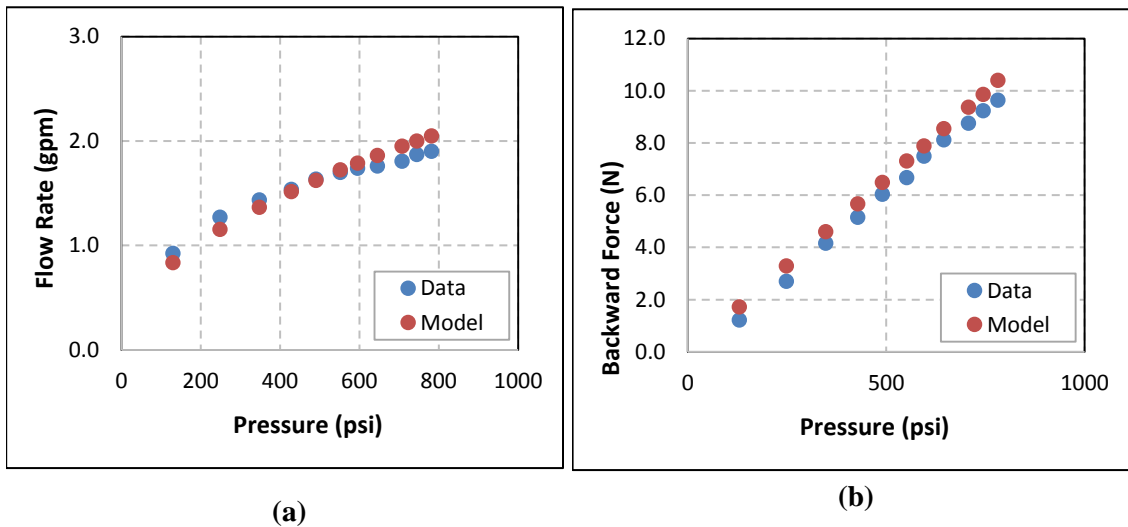 3.0
2.0
1.0
0.0
Flow Rate (gpm)
0 200 400 600 800 1000
Pressure (psi)
Data
Model
(a)
12.0
10.0
8.0
6.0
4.0
2.0
0.0
Backward Force (N)
0 500 1000
Pressure (psi)
Data
Model
(b)